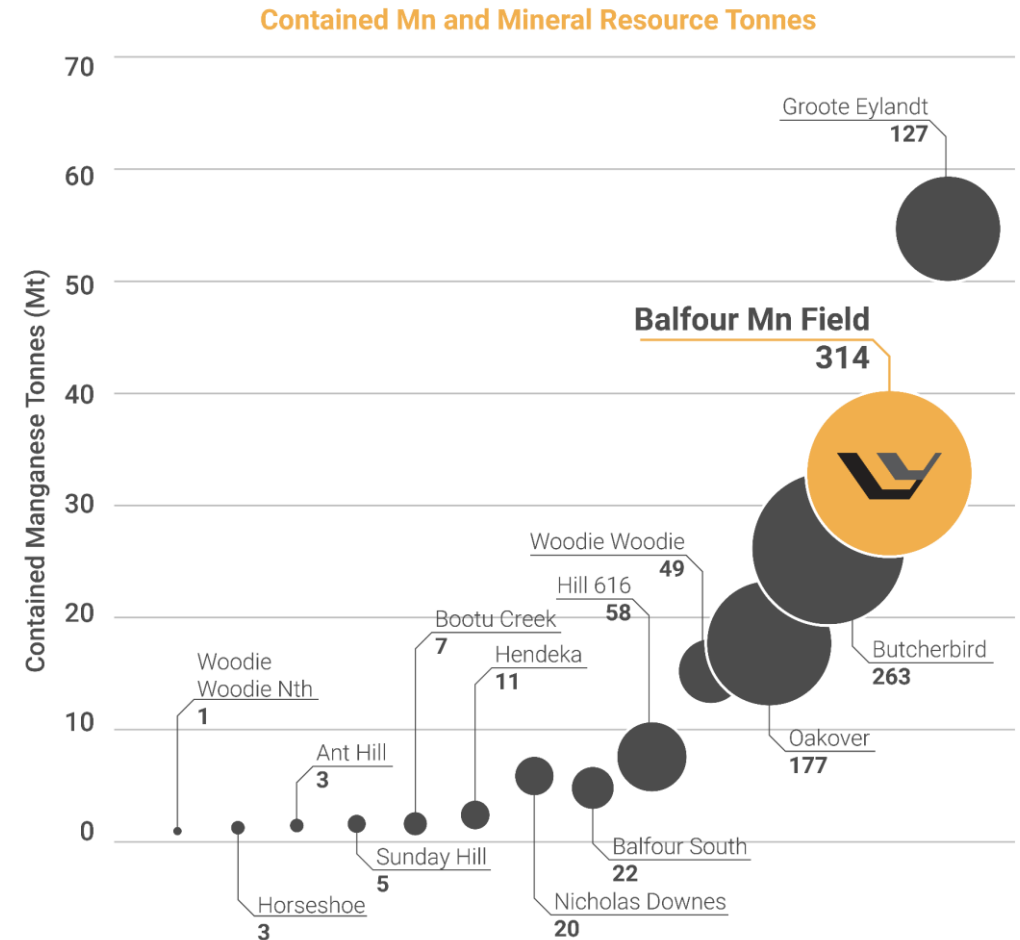 Contained Mn and Mineral Resource Tonnes
Contained Manganese Tonnes (Mt)
70
60
50
40
30
20
10
0
Groote Eylandt
127
Balfour Mn Field
314
Woodie Woodie
49
Hill 616
58
Bootu Creek
7
Hendeka
11
Butcherbird
263
Woodie
Woodie Nth
1
Oakover
177
Ant Hill
3
Sunday Hill
5
Balfour South
22
Horseshoe
3
Nicholas Downes
20